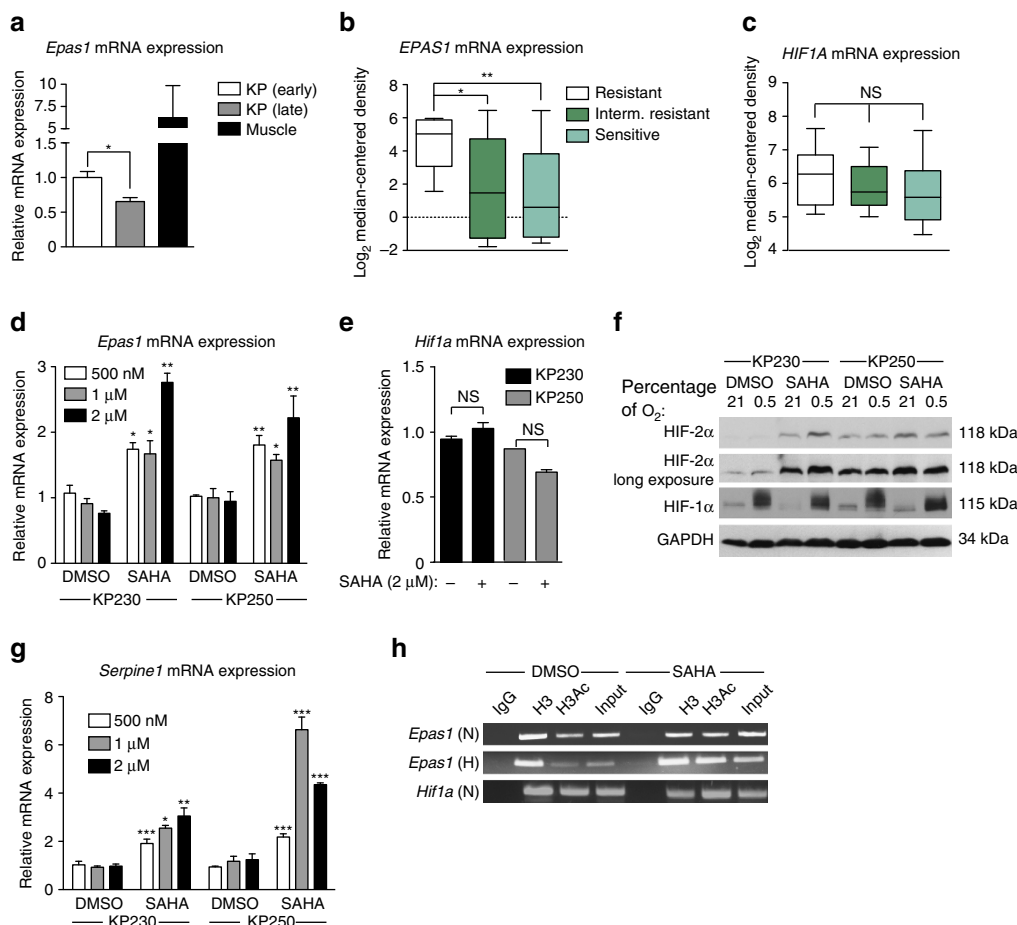 a
Epas1 mRNA expression
Relative mRNA expression
10
5
1.5
1.0
0.5
0
*
KP (early)
KP (late)
Muscle
b
EPAS1 mRNA expression
Log2 median-centered density
8
6
4
2
0
–2
**
*
Resistant
Interm. resistant
Sensitive
c
HIF1A mRNA expression
Log2 median-centered density
9
8
7
6
5
4
NS
d
Epas1 mRNA expression
Relative mRNA expression
3
2
1
0
500 nM
1 μM
2 μM
* * ** ** * **
DMSO SAHA DMSO SAHA
KP230 KP250
e
Hif1a mRNA expression
Relative mRNA expression
1.5
1.0
0.5
0.0
KP230
KP250
NS NS
SAHA (2 μM): – + – +
f
KP230 KP250
DMSO SAHA DMSO SAHA
Percentage of O2:
21 0.5 21 0.5 21 0.5 21 0.5
HIF-2α 118 kDa
HIF-2α long exposure 118 kDa
HIF-1α 115 kDa
GAPDH 34 kDa
g
Serpine1 mRNA expression
Relative mRNA expression
8
6
4
2
0
500 nM
1 μM
2 μM
*** * ** *** *** ***
DMSO SAHA DMSO SAHA
KP230 KP250
h
DMSO SAHA
IgG H3 H3Ac Input IgG H3 H3Ac Input
Epas1 (N)
Epas1 (H)
Hif1a (N)